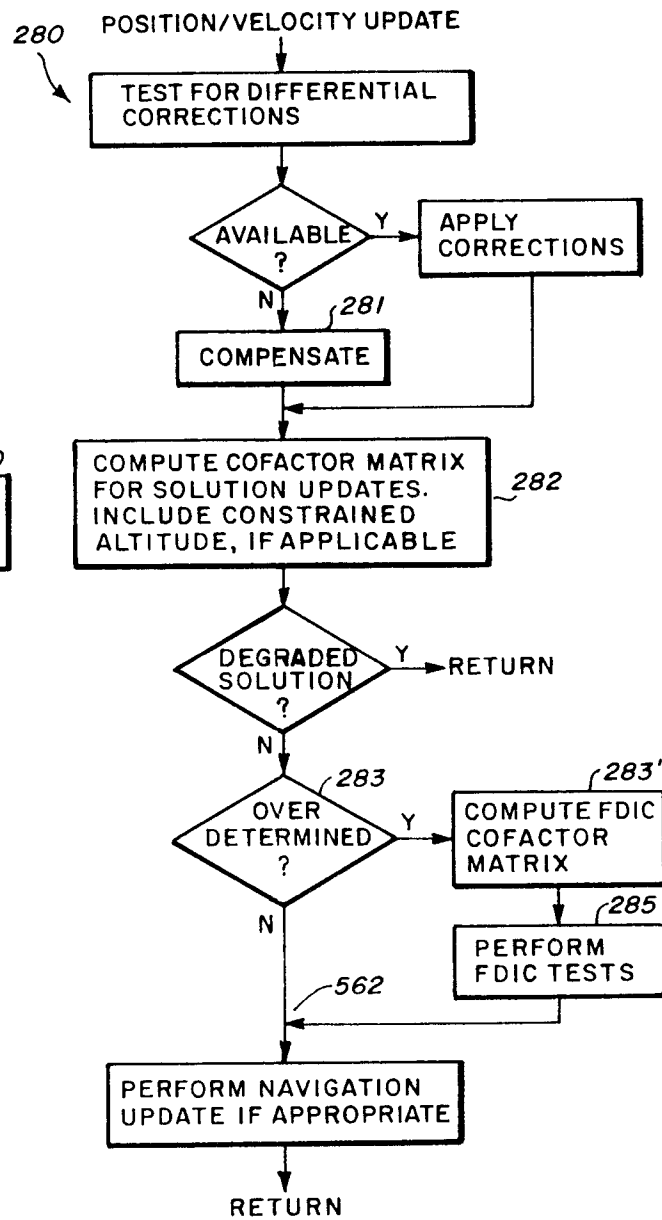 POSITION/VELOCITY UPDATE
280
TEST FOR DIFFERENTIAL
CORRECTIONS
AVAILABLE
?
Y
N
APPLY
CORRECTIONS
281
COMPENSATE
COMPUTE COFACTOR MATRIX
FOR SOLUTION UPDATES.
INCLUDE CONSTRAINED
ALTITUDE, IF APPLICABLE
282
DEGRADED
SOLUTION
?
Y
RETURN
N
283
OVER
DETERMINED
?
Y
N
283'
COMPUTE FDIC
COFACTOR
MATRIX
285
PERFORM
FDIC TESTS
562
PERFORM NAVIGATION
UPDATE IF APPROPRIATE
RETURN